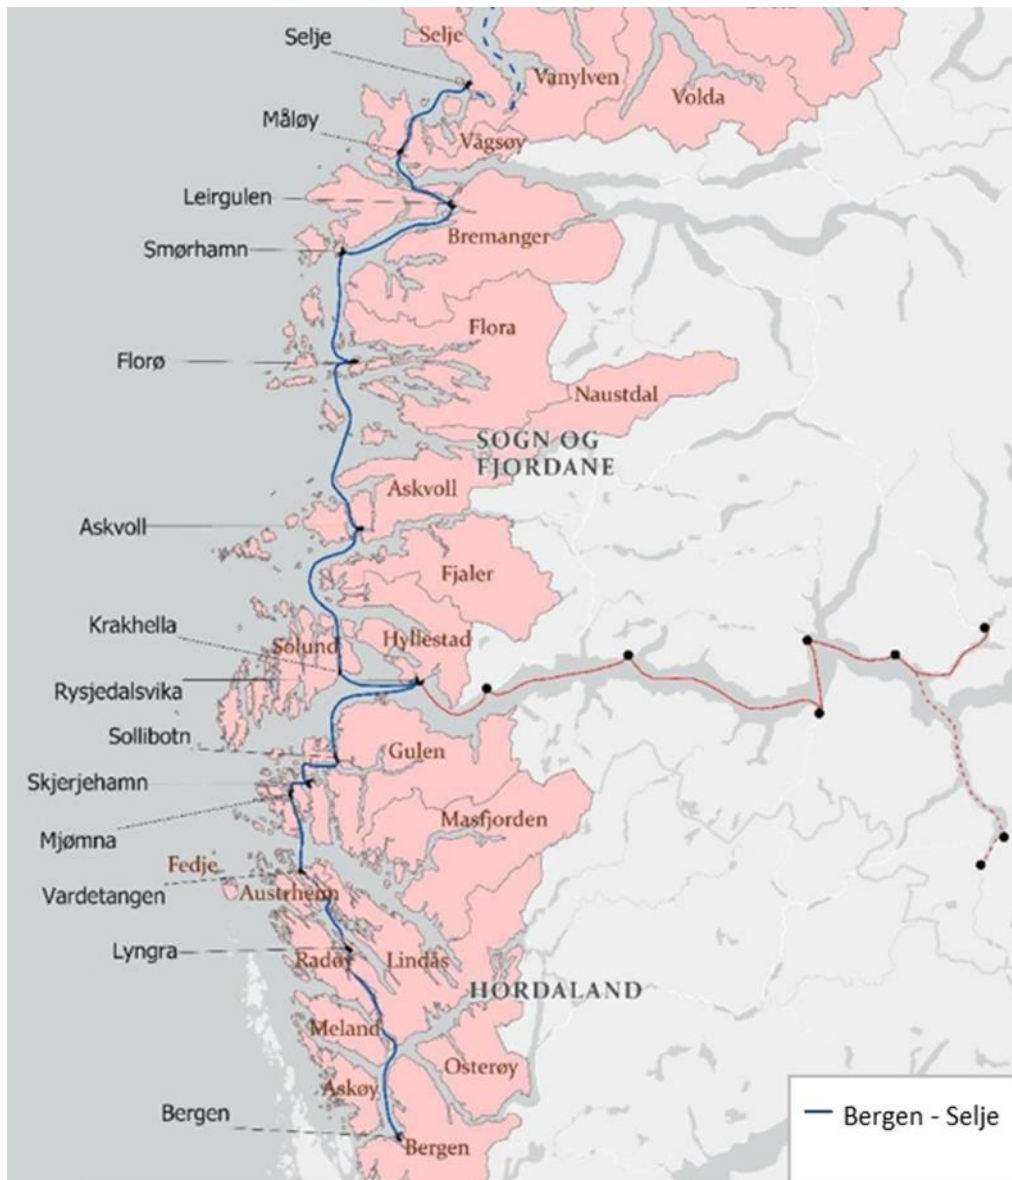 Selje
Selje
Vanylven
Volda
Måløy
Vågsøy
Leirgulen
Bremanger
Smørhamn
Flora
Florø
Naustdal
SOGN OG
FJORDANE
Askvoll
Askvoll
Fjaler
Krakhella
Solund
Hyllestad
Rysjedalsvika
Sollibotn
Gulen
Skjerjehamn
Masfjorden
Mjømna
Fedje
Vardetangen
Austrheim
Lyngra
Radøy
Lindås
HORDALAND
Meland
Osterøy
Askøy
Bergen
Bergen
Bergen - Selje